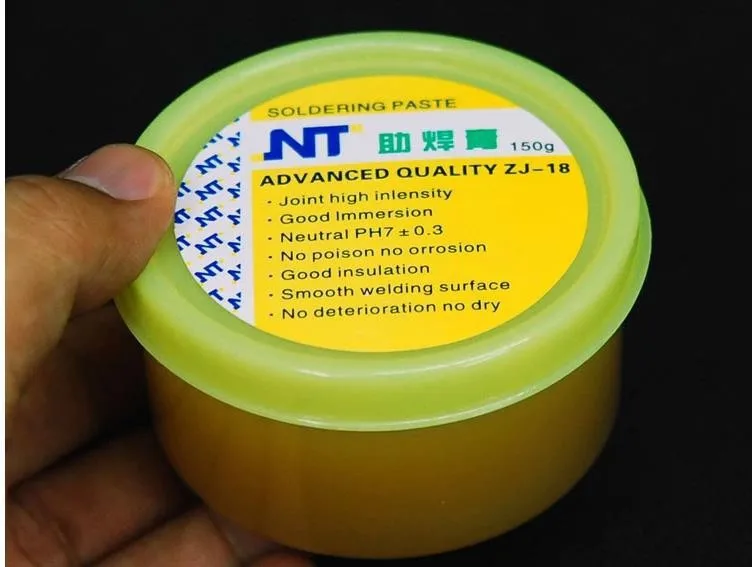 SOLDERING PASTE
NT 助焊膏 150g
ADVANCED QUALITY ZJ-18
· Joint high inlensity
· Good Immersion
· Neutral PH7±0.3
· No poison no orrosion
· Good insulation
· Smooth welding surface
· No deterioration no dry